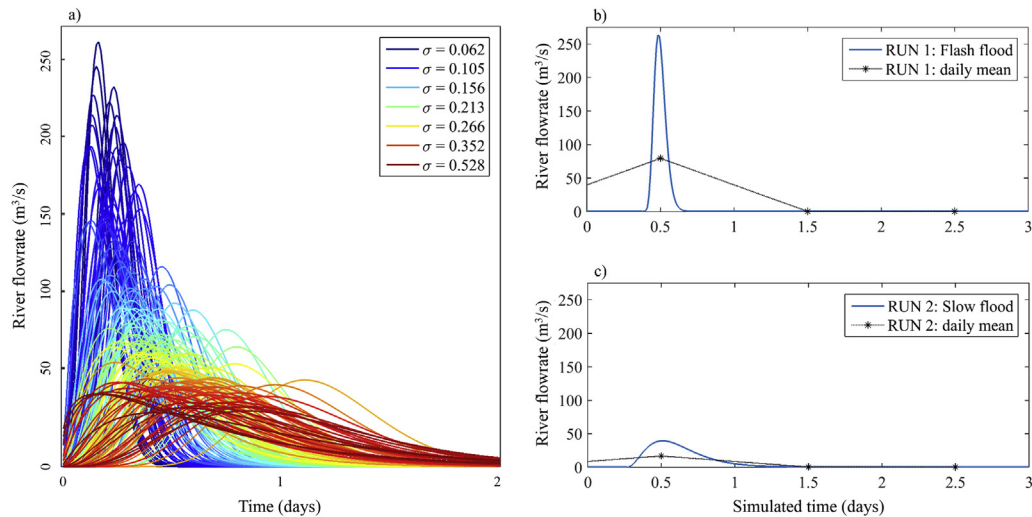 a)
River flowrate (m³/s)
250
200
150
100
50
0
σ = 0.062
σ = 0.105
σ = 0.156
σ = 0.213
σ = 0.266
σ = 0.352
σ = 0.528
0
1
2
Time (days)
b)
River flowrate (m³/s)
250
200
150
100
50
0
RUN 1: Flash flood
RUN 1: daily mean
0
0.5
1
1.5
2
2.5
3
c)
River flowrate (m³/s)
250
200
150
100
50
0
RUN 2: Slow flood
RUN 2: daily mean
0
0.5
1
1.5
2
2.5
3
Simulated time (days)